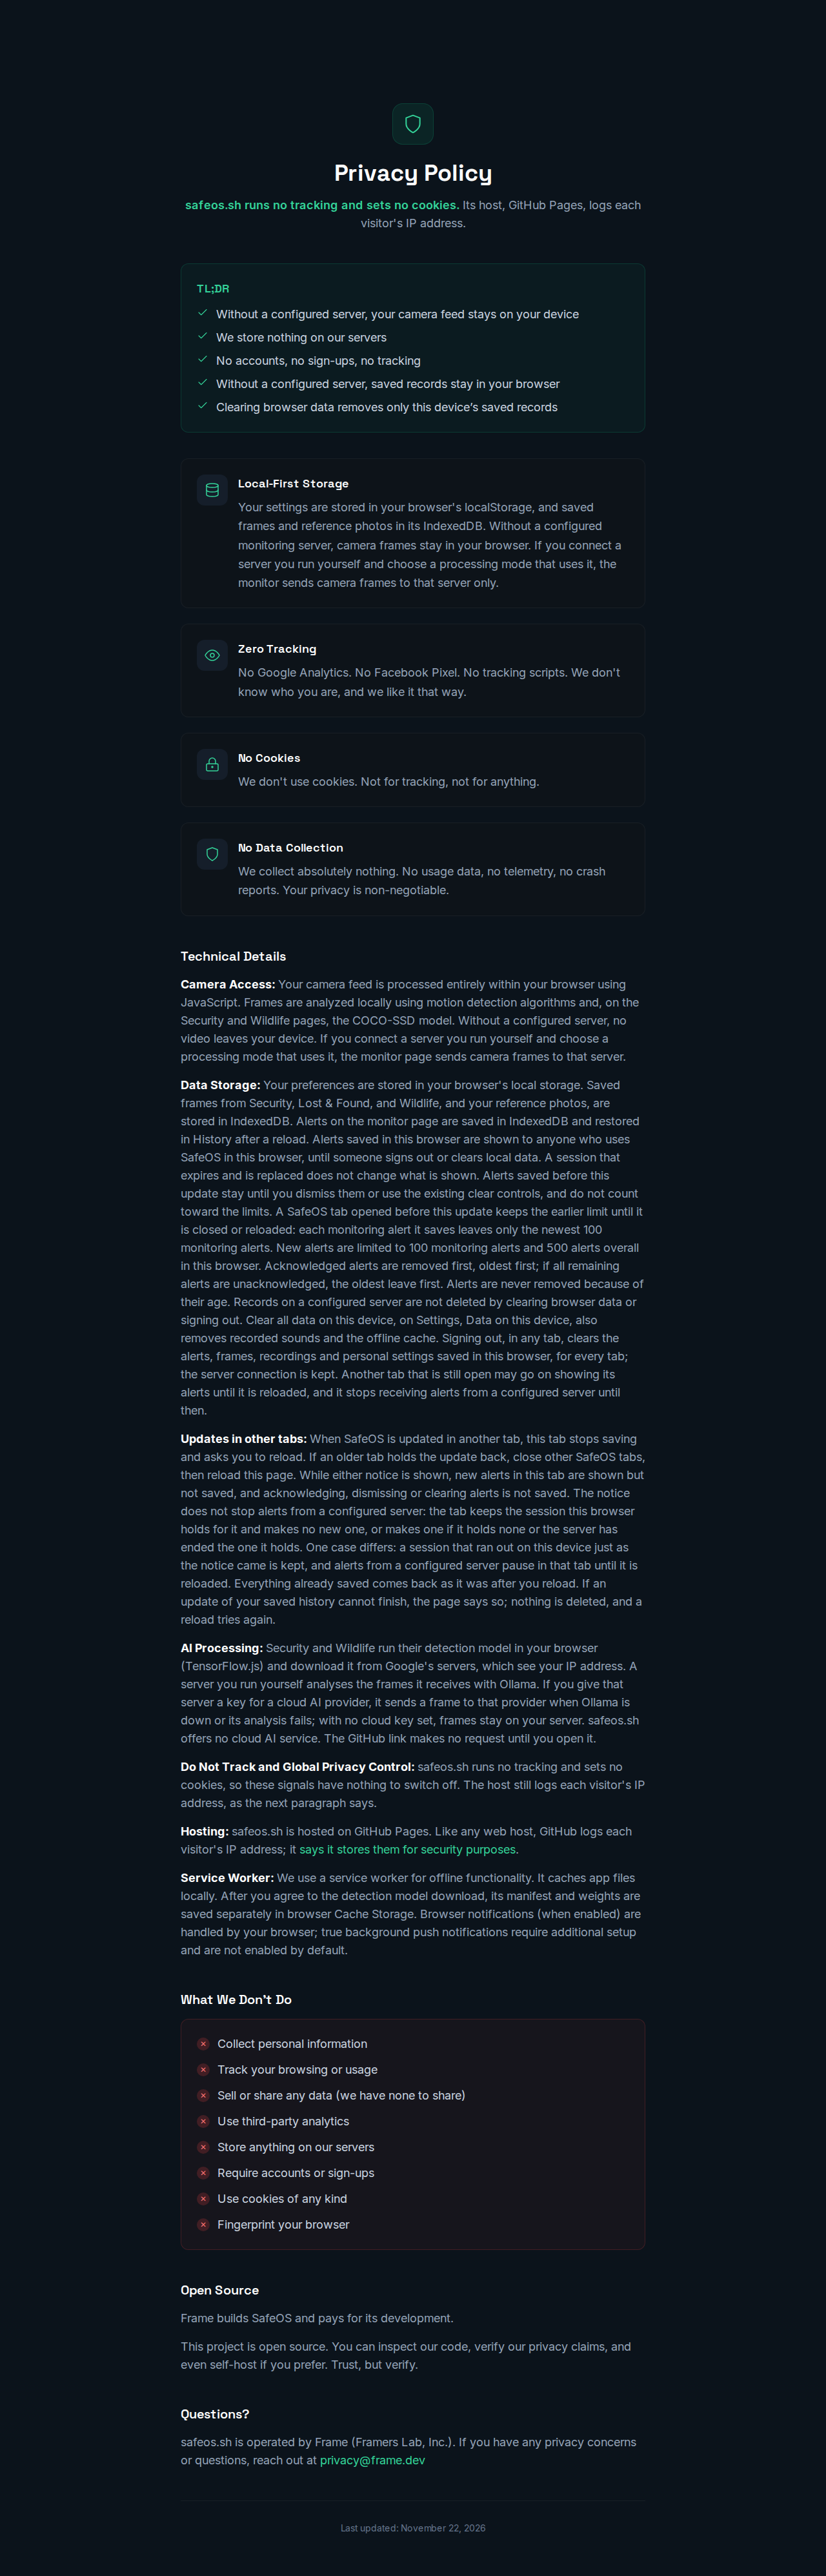 Privacy Policy
safeos.sh runs no tracking and sets no cookies. Its host, GitHub Pages, logs each
visitor's IP address.
TL;DR
Without a configured server, your camera feed stays on your device
We store nothing on our servers
No accounts, no sign-ups, no tracking
Without a configured server, saved records stay in your browser
Clearing browser data removes only this device's saved records
Local-First Storage
Your settings are stored in your browser's localStorage, and saved
frames and reference photos in its IndexedDB. Without a configured
monitoring server, camera frames stay in your browser. If you connect a
server you run yourself and choose a processing mode that uses it, the
monitor sends camera frames to that server only.
Zero Tracking
No Google Analytics. No Facebook Pixel. No tracking scripts. We don't
know who you are, and we like it that way.
No Cookies
We don't use cookies. Not for tracking, not for anything.
No Data Collection
We collect absolutely nothing. No usage data, no telemetry, no crash
reports. Your privacy is non-negotiable.
Technical Details
Camera Access: Your camera feed is processed entirely within your browser using
JavaScript. Frames are analyzed locally using motion detection algorithms and, on the
Security and Wildlife pages, the COCO-SSD model. Without a configured server, no
video leaves your device. If you connect a server you run yourself and choose a
processing mode that uses it, the monitor page sends camera frames to that server.
Data Storage: Your preferences are stored in your browser's local storage. Saved
frames from Security, Lost & Found, and Wildlife, and your reference photos, are
stored in IndexedDB. Alerts on the monitor page are saved in IndexedDB and restored
in History after a reload. Alerts saved in this browser are shown to anyone who uses
SafeOS in this browser, until someone signs out or clears local data. A session that
expires and is replaced does not change what is shown. Alerts saved before this
update stay until you dismiss them or use the existing clear controls, and do not count
toward the limits. A SafeOS tab opened before this update keeps the earlier limit until it
is closed or reloaded: each monitoring alert it saves leaves only the newest 100
monitoring alerts. New alerts are limited to 100 monitoring alerts and 500 alerts overall
in this browser. Acknowledged alerts are removed first, oldest first; if all remaining
alerts are unacknowledged, the oldest leave first. Alerts are never removed because of
their age. Records on a configured server are not deleted by clearing browser data or
signing out. Clear all data on this device, on Settings, Data on this device, also
removes recorded sounds and the offline cache. Signing out, in any tab, clears the
alerts, frames, recordings and personal settings saved in this browser, for every tab;
the server connection is kept. Another tab that is still open may go on showing its
alerts until it is reloaded, and it stops receiving alerts from a configured server until
then.
Updates in other tabs: When SafeOS is updated in another tab, this tab stops saving
and asks you to reload. If an older tab holds the update back, close other SafeOS tabs,
then reload this page. While either notice is shown, new alerts in this tab are shown but
not saved, and acknowledging, dismissing or clearing alerts is not saved. The notice
does not stop alerts from a configured server: the tab keeps the session this browser
holds for it and makes no new one, or makes one if it holds none or the server has
ended the one it holds. One case differs: a session that ran out on this device just as
the notice came is kept, and alerts from a configured server pause in that tab until it is
reloaded. Everything already saved comes back as it was after you reload. If an
update of your saved history cannot finish, the page says so; nothing is deleted, and a
reload tries again.
AI Processing: Security and Wildlife run their detection model in your browser
(TensorFlow.js) and download it from Google's servers, which see your IP address. A
server you run yourself analyses the frames it receives with Ollama. If you give that
server a key for a cloud AI provider, it sends a frame to that provider when Ollama is
down or its analysis fails; with no cloud key set, frames stay on your server. safeos.sh
offers no cloud AI service. The GitHub link makes no request until you open it.
Do Not Track and Global Privacy Control: safeos.sh runs no tracking and sets no
cookies, so these signals have nothing to switch off. The host still logs each visitor's IP
address, as the next paragraph says.
Hosting: safeos.sh is hosted on GitHub Pages. Like any web host, GitHub logs each
visitor's IP address; it says it stores them for security purposes.
Service Worker: We use a service worker for offline functionality. It caches app files
locally. After you agree to the detection model download, its manifest and weights are
saved separately in browser Cache Storage. Browser notifications (when enabled) are
handled by your browser; true background push notifications require additional setup
and are not enabled by default.
What We Don't Do
Collect personal information
Track your browsing or usage
Sell or share any data (we have none to share)
Use third-party analytics
Store anything on our servers
Require accounts or sign-ups
Use cookies of any kind
Fingerprint your browser
Open Source
Frame builds SafeOS and pays for its development.
This project is open source. You can inspect our code, verify our privacy claims, and
even self-host if you prefer. Trust, but verify.
Questions?
safeos.sh is operated by Frame (Framers Lab, Inc.). If you have any privacy concerns
or questions, reach out at privacy@frame.dev
Last updated: November 22, 2026